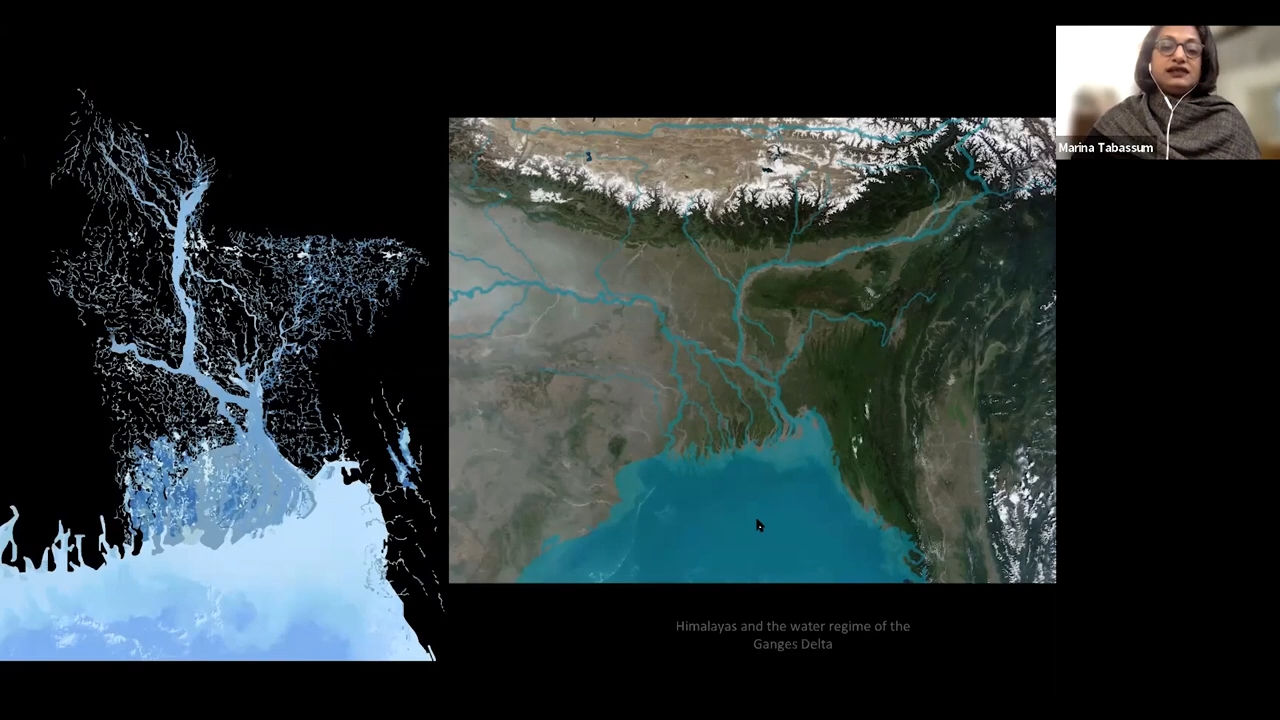 Marina Tabassum
Himalayas and the water regime of the
Ganges Delta